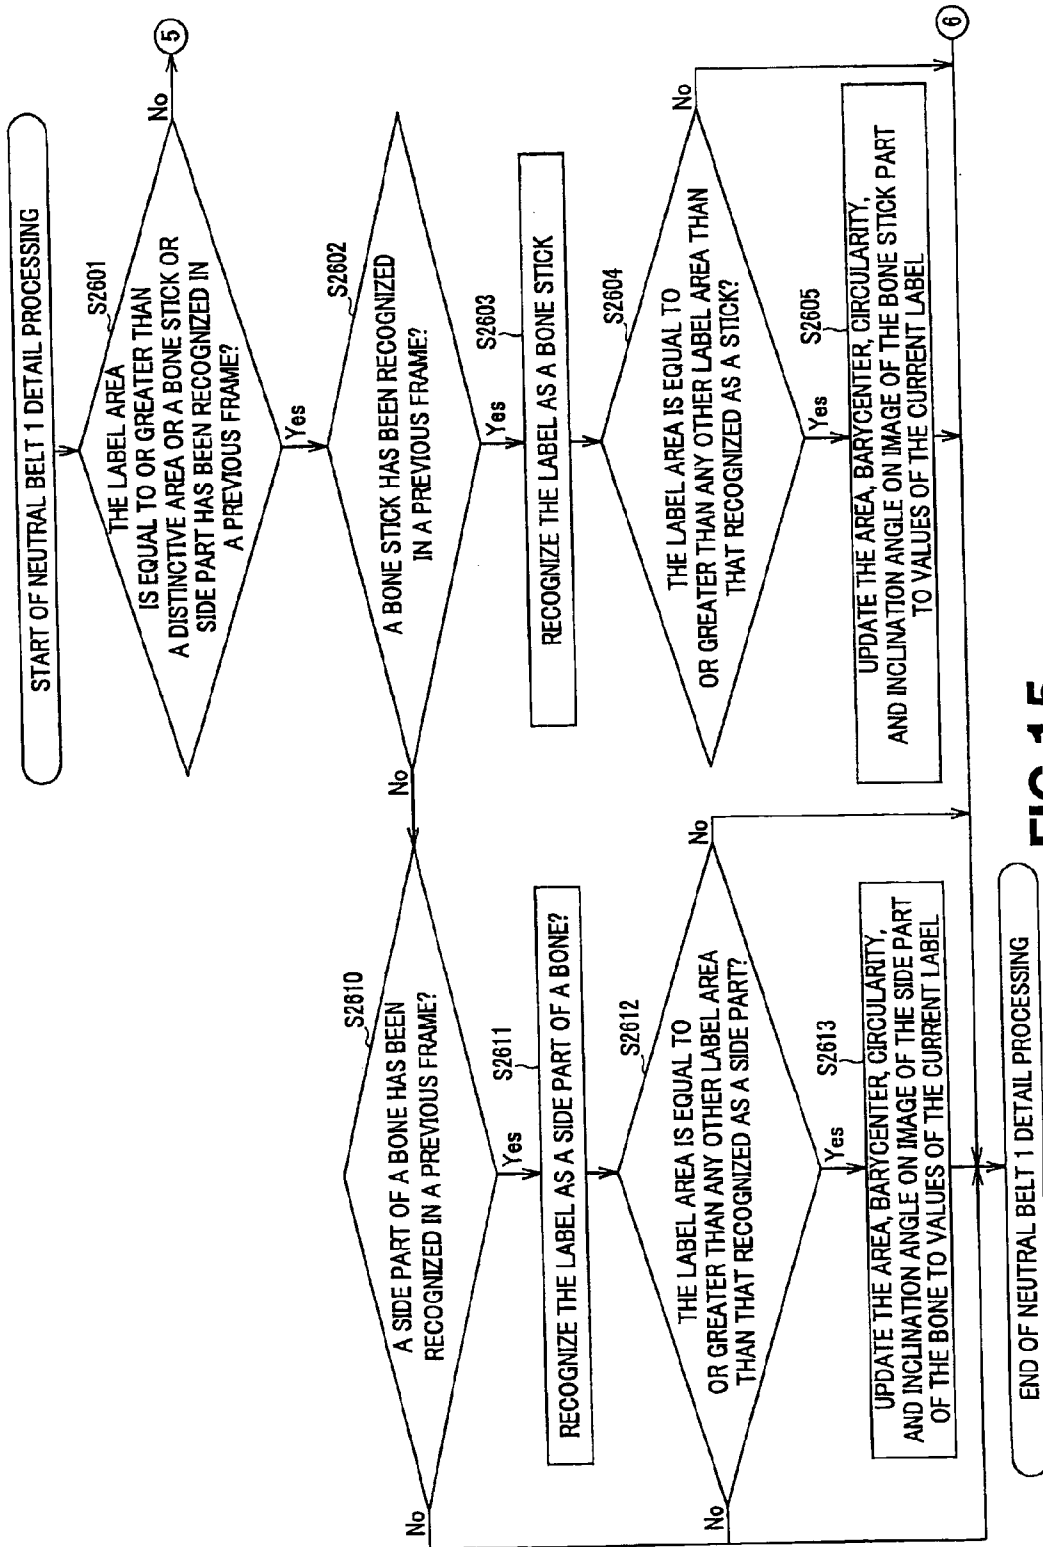 START OF NEUTRAL BELT 1 DETAIL PROCESSING
S2601
THE LABEL AREA
IS EQUAL TO OR GREATER THAN
A DISTINCTIVE AREA OR A BONE STICK OR
SIDE PART HAS BEEN RECOGNIZED IN
A PREVIOUS FRAME?
No
5
Yes
S2602
A BONE STICK HAS BEEN RECOGNIZED
IN A PREVIOUS FRAME?
No
Yes
S2603
RECOGNIZE THE LABEL AS A BONE STICK
S2604
THE LABEL AREA IS EQUAL TO
OR GREATER THAN ANY OTHER LABEL AREA THAN
THAT RECOGNIZED AS A STICK?
No
Yes
S2605
UPDATE THE AREA, BARYCENTER, CIRCULARITY,
AND INCLINATION ANGLE ON IMAGE OF THE BONE STICK PART
TO VALUES OF THE CURRENT LABEL
6
S2610
A SIDE PART OF A BONE HAS BEEN
RECOGNIZED IN A PREVIOUS FRAME?
No
Yes
S2611
RECOGNIZE THE LABEL AS A SIDE PART OF A BONE?
S2612
THE LABEL AREA IS EQUAL TO
OR GREATER THAN ANY OTHER LABEL AREA
THAN THAT RECOGNIZED AS A SIDE PART?
No
No
Yes
S2613
UPDATE THE AREA, BARYCENTER, CIRCULARITY,
AND INCLINATION ANGLE ON IMAGE OF THE SIDE PART
OF THE BONE TO VALUES OF THE CURRENT LABEL
END OF NEUTRAL BELT 1 DETAIL PROCESSING